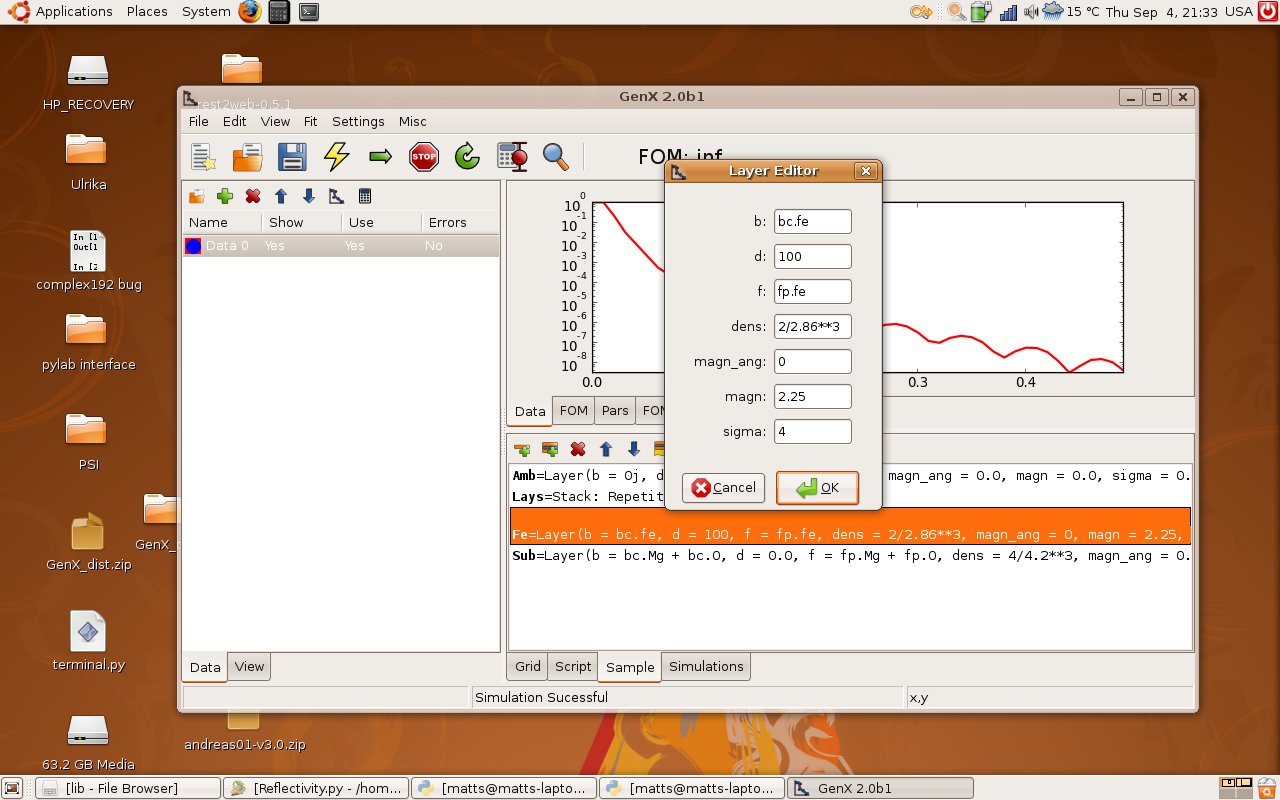 Applications Places System 15 °C Thu Sep 4, 21:33 USA
HP_RECOVERY
rest2web-0.5.1
Ulrika
In [1
Out[1
In [2
complex192 bug
pylab interface
PSI
GenX_dist.zip
terminal.py
andreas01-v3.0.zip
63.2 GB Media
GenX 2.0b1
File Edit View Fit Settings Misc
STOP
FOM: inf
Name Show Use Errors
Data 0 Yes Yes No
10 0
10 -1
10 -2
10 -3
10 -4
10 -5
10 -6
10 -7
10 -8
10
0.0 0.3 0.4
Data FOM Pars
Layer Editor
b: bc.fe
d: 100
f: fp.fe
dens: 2/2.86**3
magn_ang: 0
magn: 2.25
sigma: 4
Cancel OK
Amb=Layer(b = 0j, d magn_ang = 0.0, magn = 0.0, sigma = 0.
Lays=Stack: Repetit
Fe=Layer(b = bc.fe, d = 100, f = fp.fe, dens = 2/2.86**3, magn_ang = 0, magn = 2.25,
Sub=Layer(b = bc.Mg + bc.O, d = 0.0, f = fp.Mg + fp.O, dens = 4/4.2**3, magn_ang = 0.
Data View
Grid Script Sample Simulations
Simulation Sucessful x,y
[lib - File Browser] [Reflectivity.py - /hom... [matts@matts-lapto... [matts@matts-lapto... GenX 2.0b1